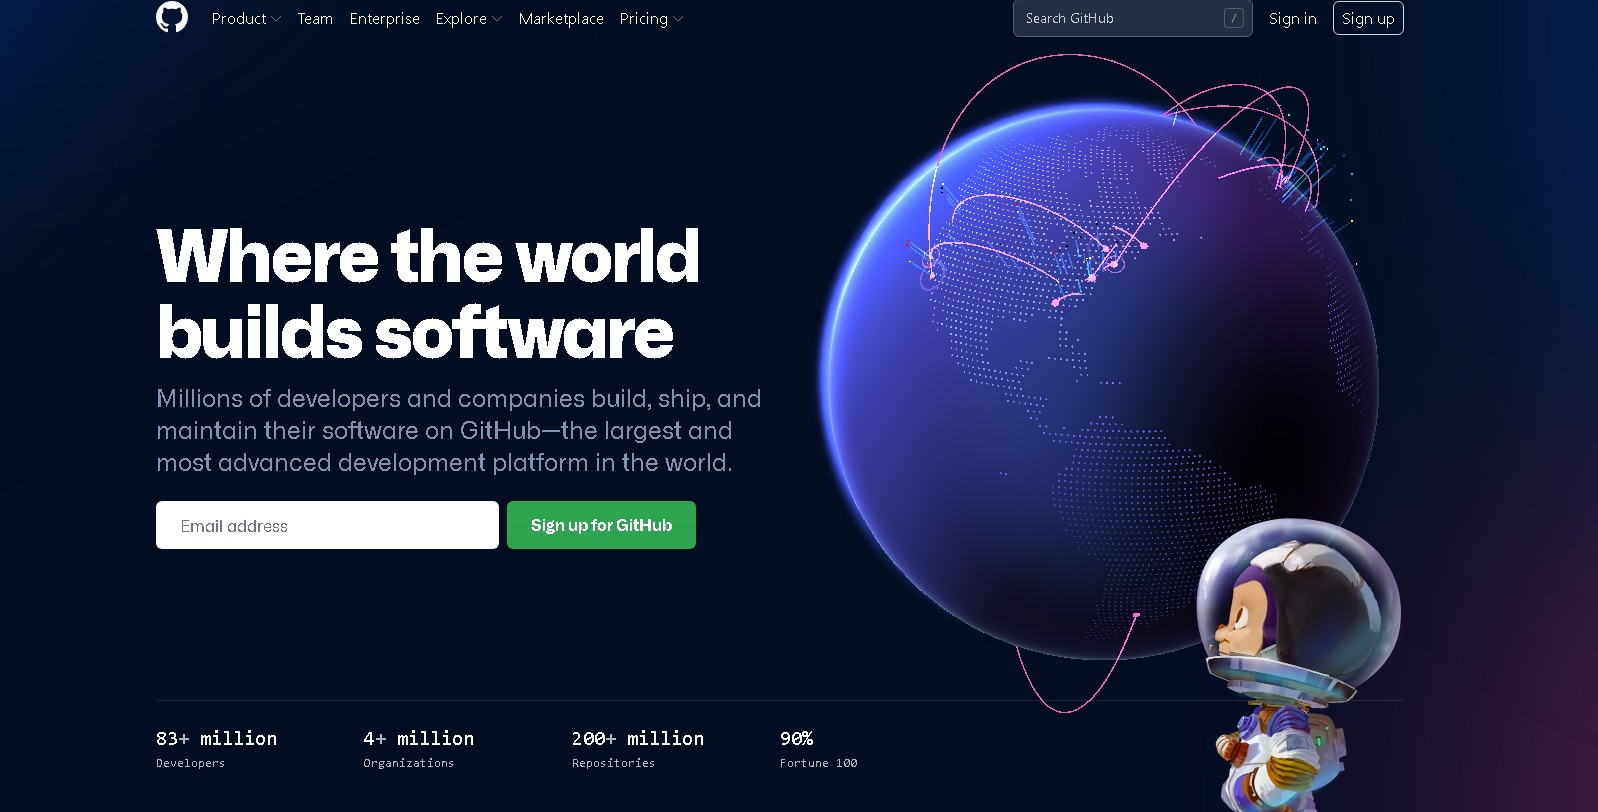 Product Team Enterprise Explore Marketplace Pricing Search GitHub / Sign in Sign up
Where the world
builds software
Millions of developers and companies build, ship, and
maintain their software on GitHub—the largest and
most advanced development platform in the world.
Email address Sign up for GitHub
83+ million 4+ million 200+ million 90%
Developers Organizations Repositories Fortune 100